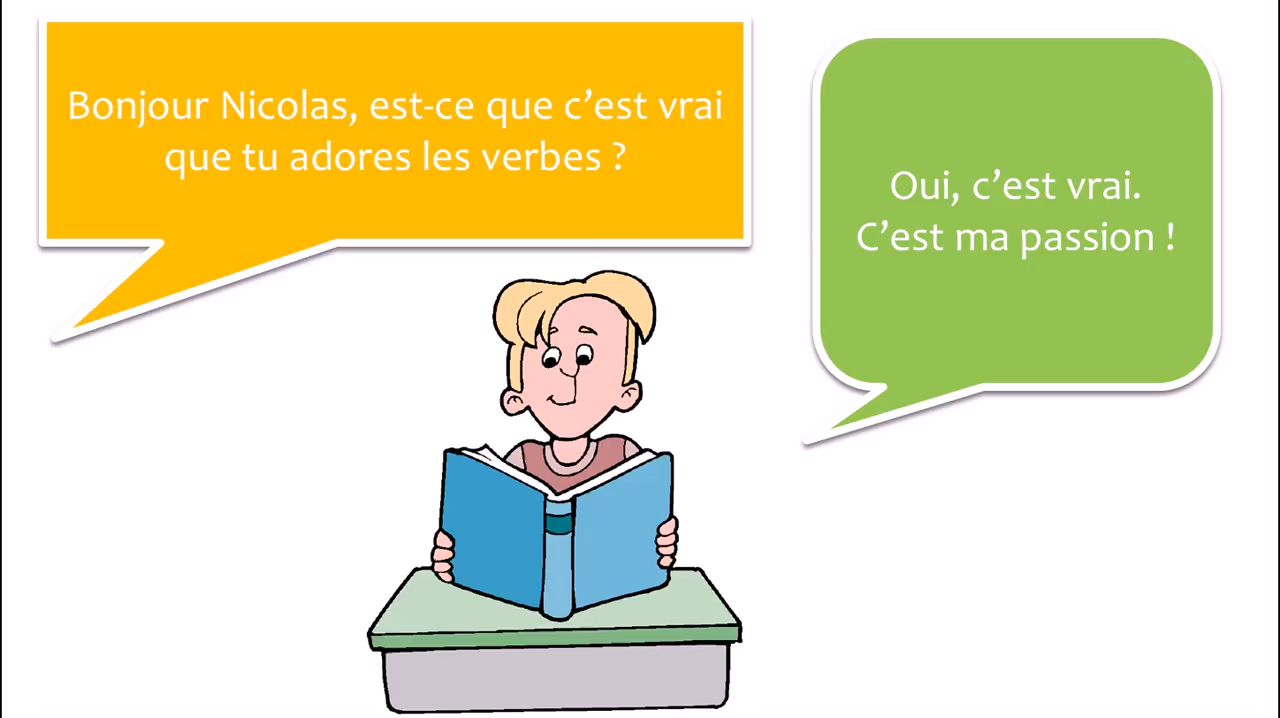 Bonjour Nicolas, est-ce que c’est vrai
que tu adores les verbes ?
Oui, c’est vrai.
C’est ma passion !